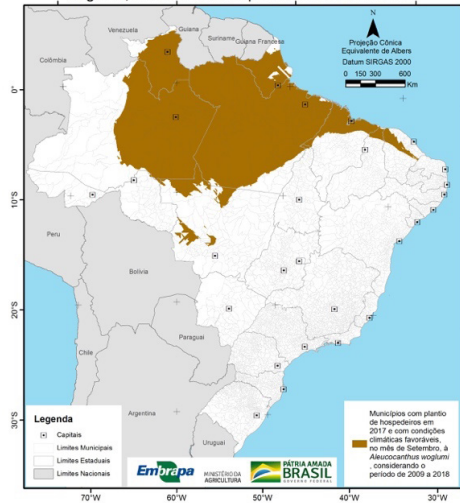 Venezuela
Guiana
Suriname
Guiana Francesa
Colômbia
N
Projeção Cônica
Equivalente de Albers
Datum SIRGAS 2000
0 150 300 600
Km
0°
10°S
20°S
30°S
Peru
Bolívia
Paraguai
Chile
Argentina
Uruguai
Legenda
Capitais
Limites Municipais
Limites Estaduais
Limites Nacionais
Embrapa
MINISTÉRIO DA
AGRICULTURA
PÁTRIA AMADA
BRASIL
GOVERNO FEDERAL
Municípios com plantio
de hospedeiros em
2017 e com condições
climáticas favoráveis,
no mês de Setembro, à
Aleurocanthus woglumi
, considerando o
período de 2009 a 2018
70°W
60°W
50°W
40°W
30°W